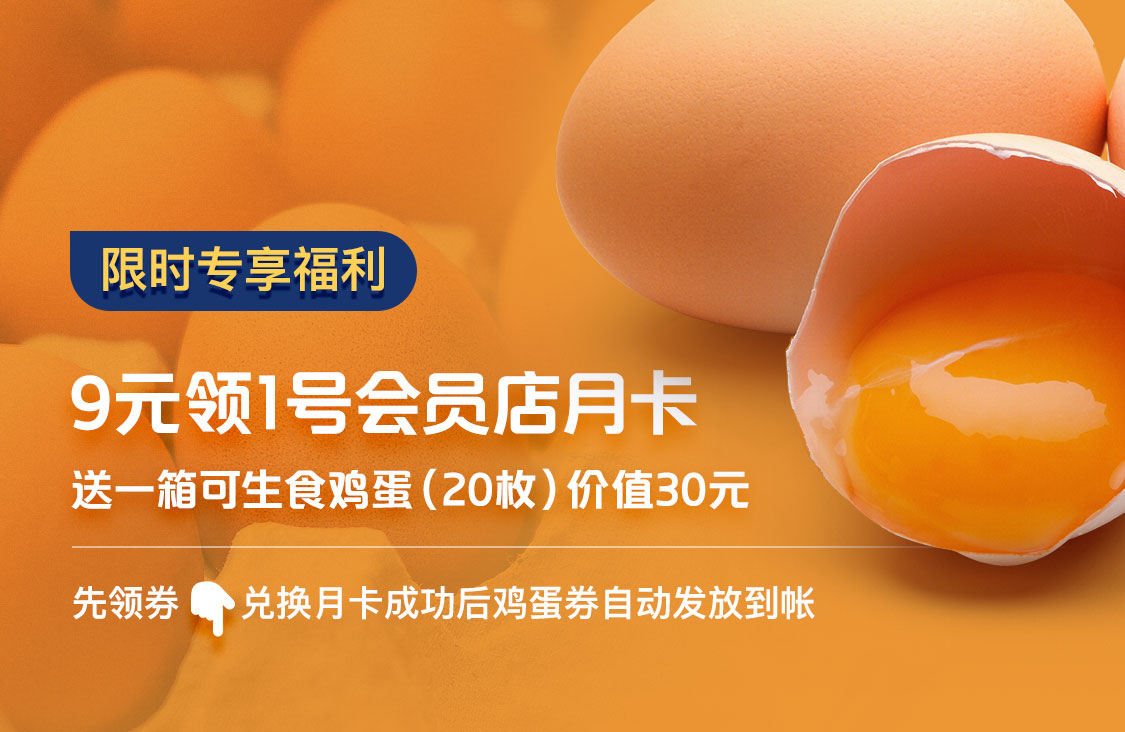 限时专享福利
9元领1号会员店月卡
送一箱可生食鸡蛋（20枚）价值30元
先领券👇兑换月卡成功后鸡蛋券自动发放到帐